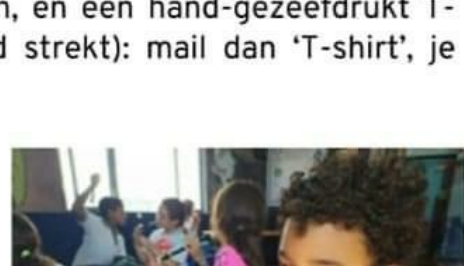 n, en een hand-gezeefdrukt T-
d strekt): mail dan ‘T-shirt’, je